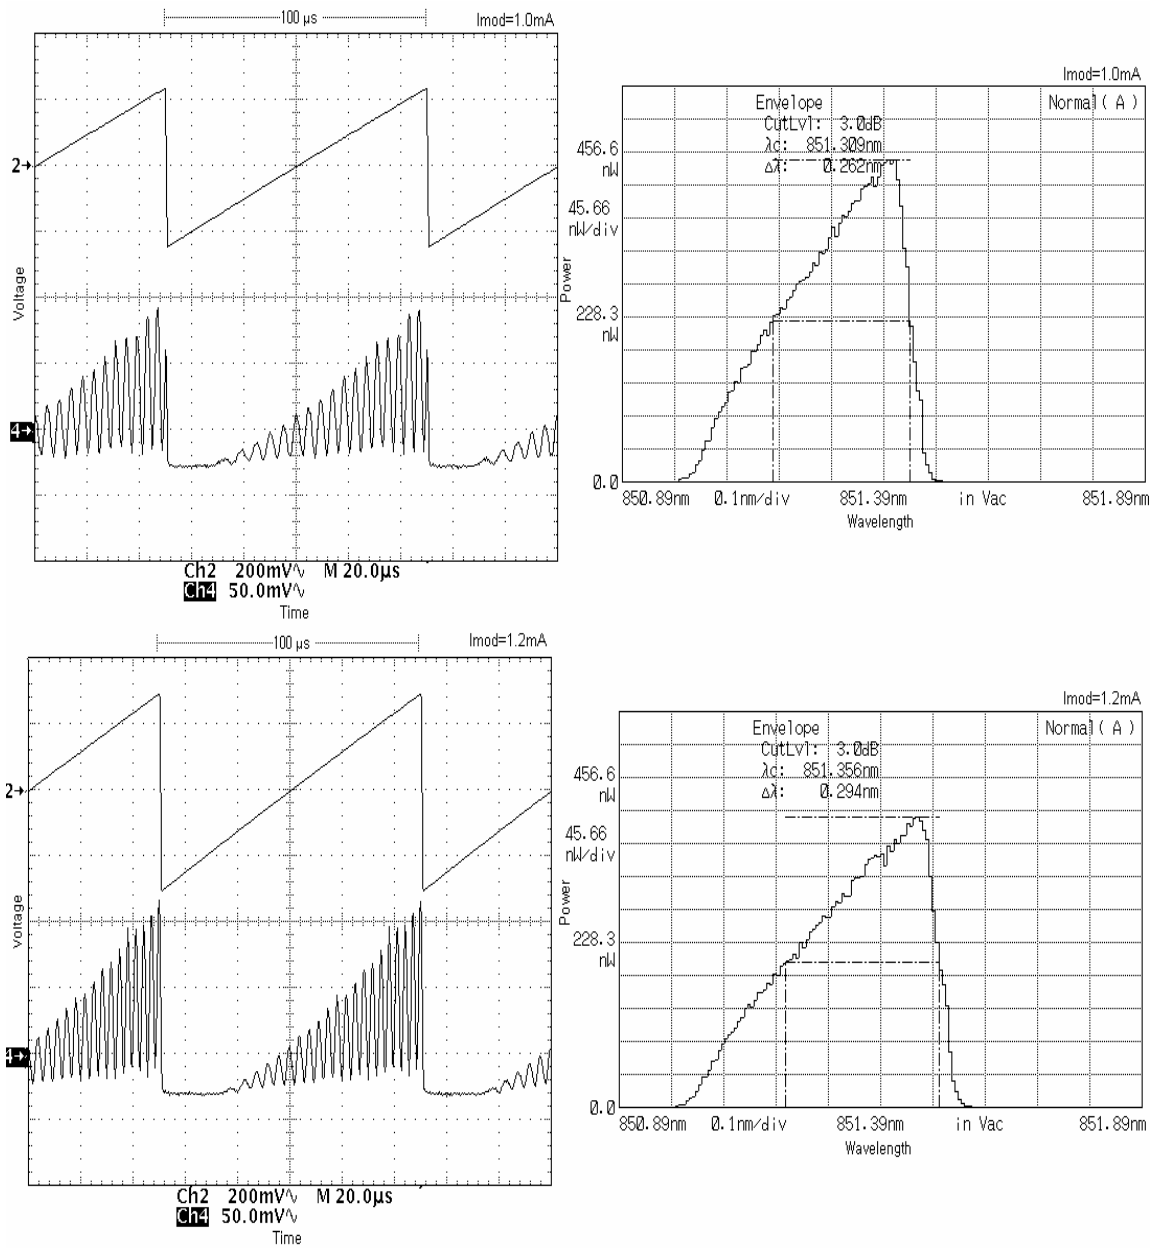 100 µs
Imod=1.0mA
2→
4→
Voltage
Ch2 200mV∿ M 20.0µs
Ch4 50.0mV∿
Time
Imod=1.0mA
Envelope Normal ( A )
CutLvl: 3.0dB
λc: 851.309nm
Δλ: 0.262nm
456.6
nW
45.66
nW/div
Power
228.3
nW
0.0
850.89nm 0.1nm/div 851.39nm in Vac 851.89nm
Wavelength
100 µs
Imod=1.2mA
2→
4→
Voltage
Ch2 200mV∿ M 20.0µs
Ch4 50.0mV∿
Time
Imod=1.2mA
Envelope Normal ( A )
CutLvl: 3.0dB
λc: 851.356nm
Δλ: 0.294nm
456.6
nW
45.66
nW/div
Power
228.3
nW
0.0
850.89nm 0.1nm/div 851.39nm in Vac 851.89nm
Wavelength